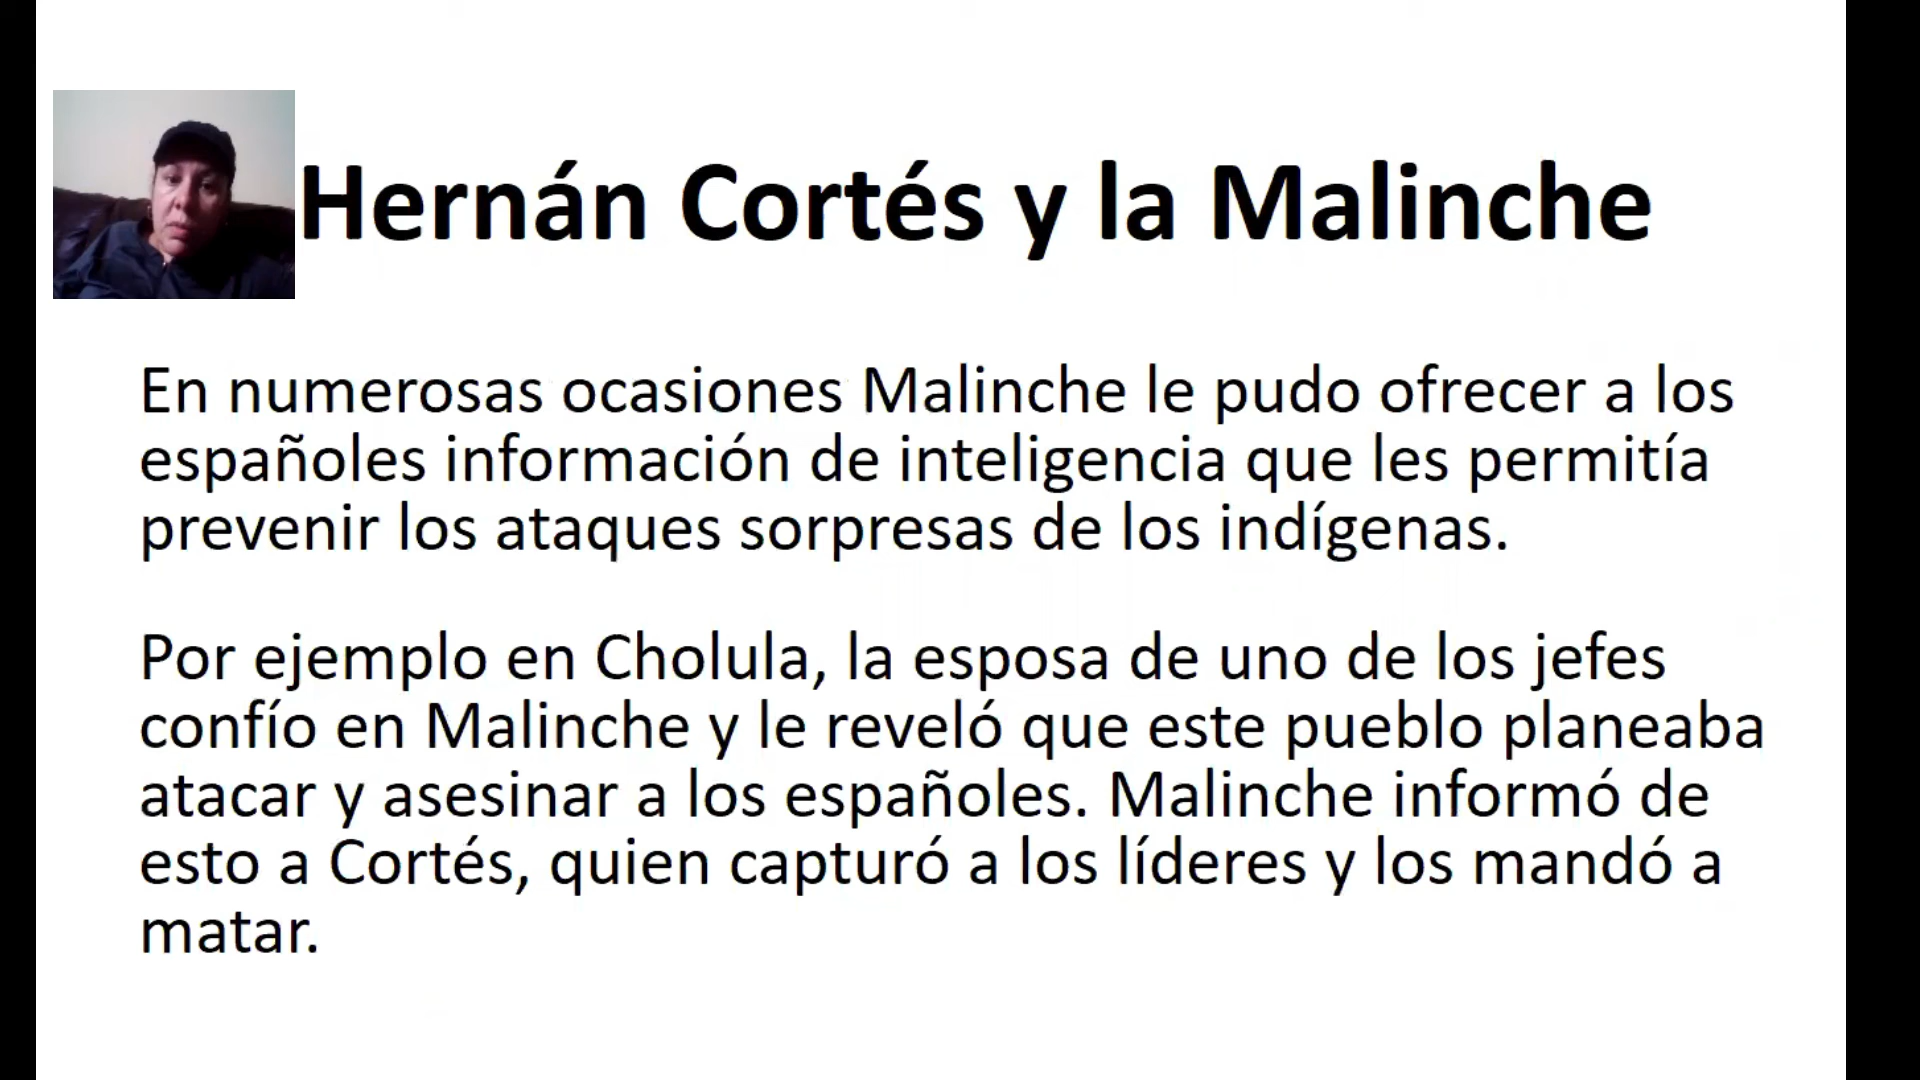 Hernán Cortés y la Malinche
En numerosas ocasiones Malinche le pudo ofrecer a los
españoles información de inteligencia que les permitía
prevenir los ataques sorpresas de los indígenas.
Por ejemplo en Cholula, la esposa de uno de los jefes
confío en Malinche y le reveló que este pueblo planeaba
atacar y asesinar a los españoles. Malinche informó de
esto a Cortés, quien capturó a los líderes y los mandó a
matar.